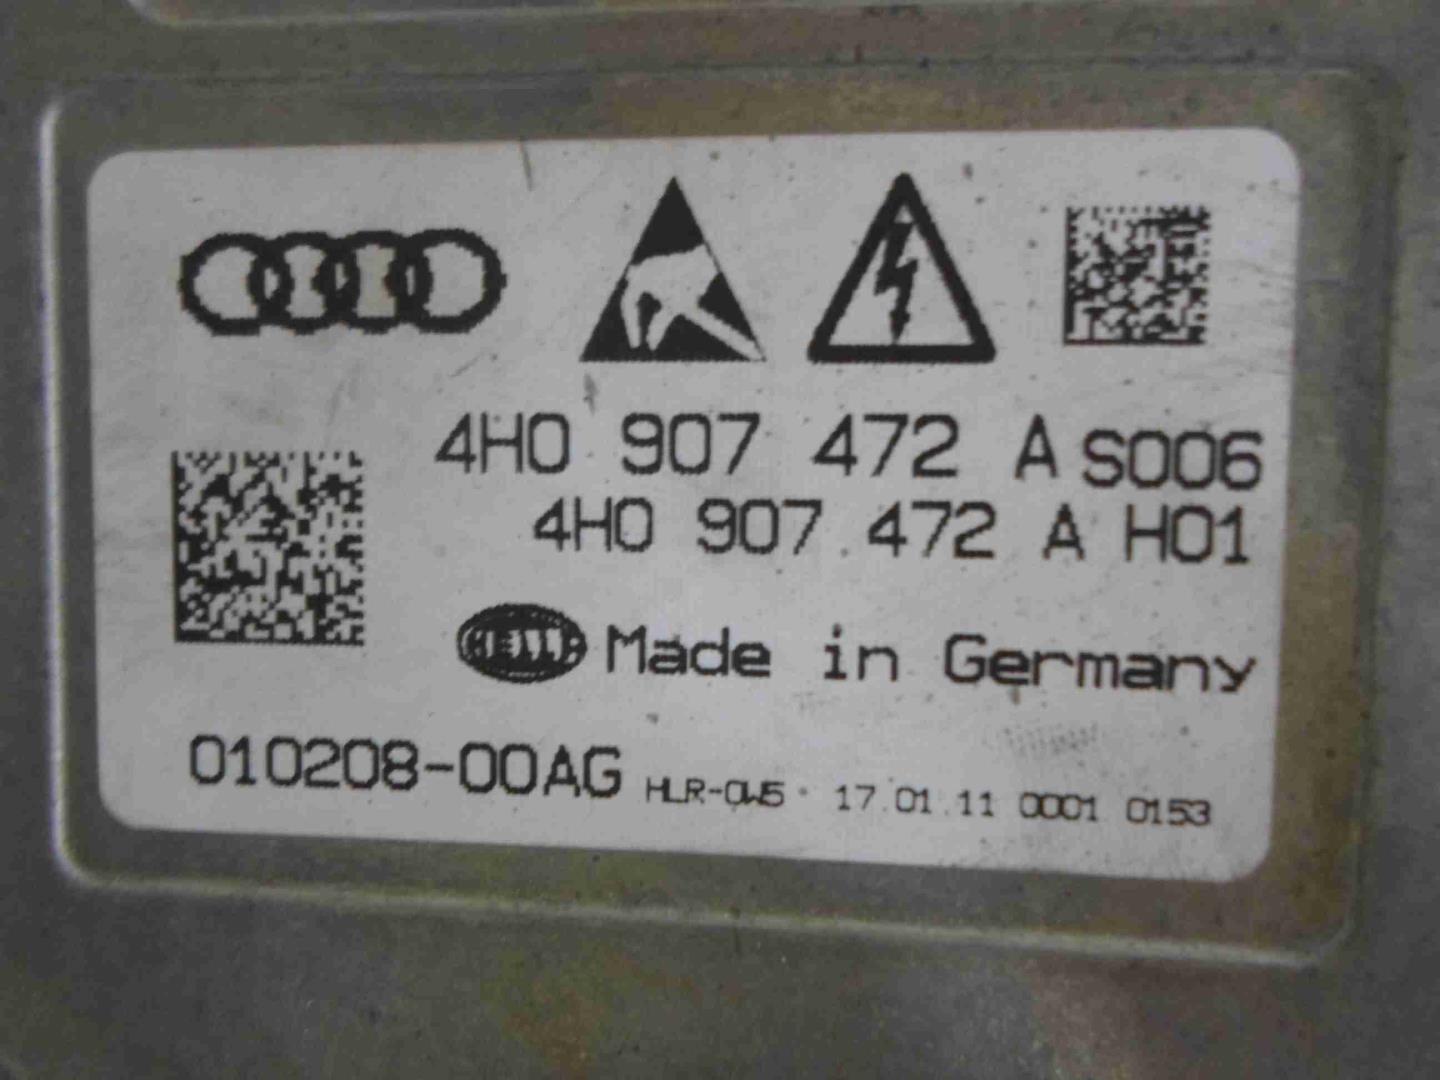 4H0 907 472 A S006
4H0 907 472 A H01
HELLA Made in Germany
010208-00AG HLR-0W5 17.01.11 0001 0153